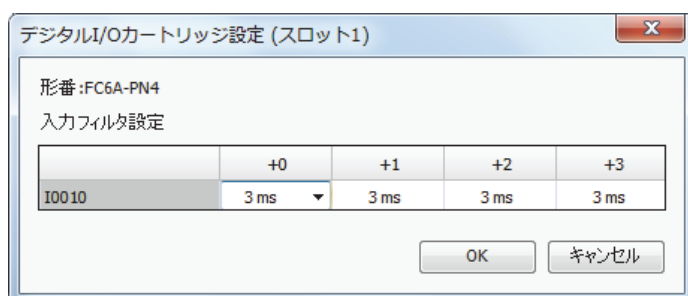 デジタルI/Oカートリッジ設定 (スロット1)
形番:FC6A-PN4
入力フィルタ設定
+0 +1 +2 +3
I0010 3 ms 3 ms 3 ms 3 ms
OK キャンセル